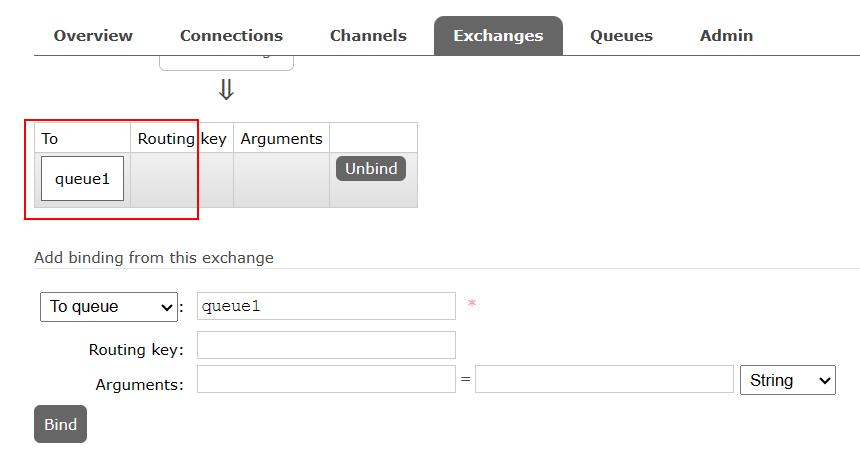 Overview Connections Channels Exchanges Queues Admin
⇓
To Routing key Arguments
queue1 Unbind
Add binding from this exchange
To queue : queue1 *
Routing key:
Arguments: = String
Bind